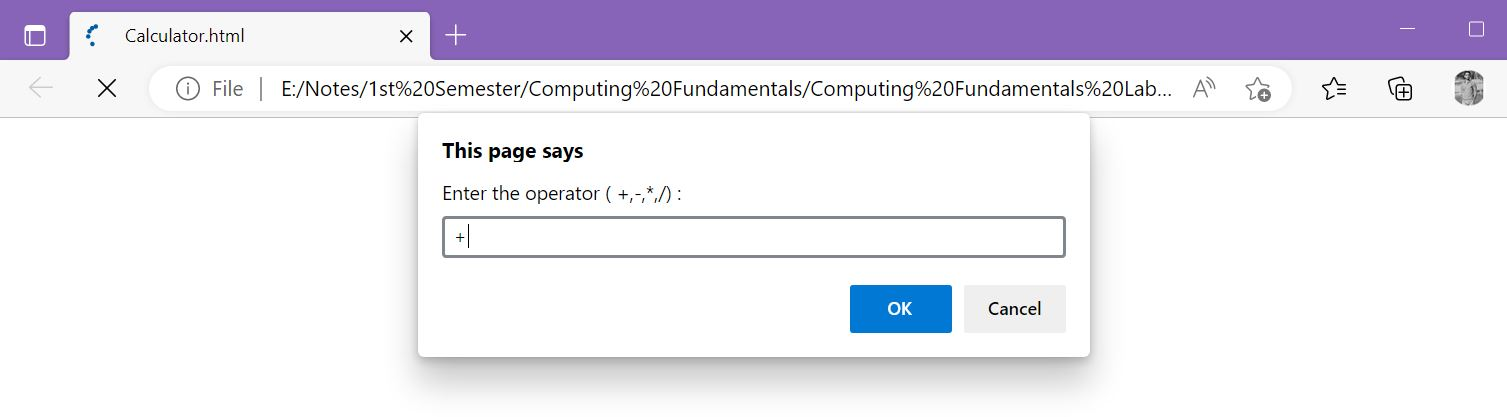 Calculator.html
File
E:/Notes/1st%20Semester/Computing%20Fundamentals/Computing%20Fundamentals%20Lab...
This page says
Enter the operator ( +,-,*,/) :
+
OK
Cancel